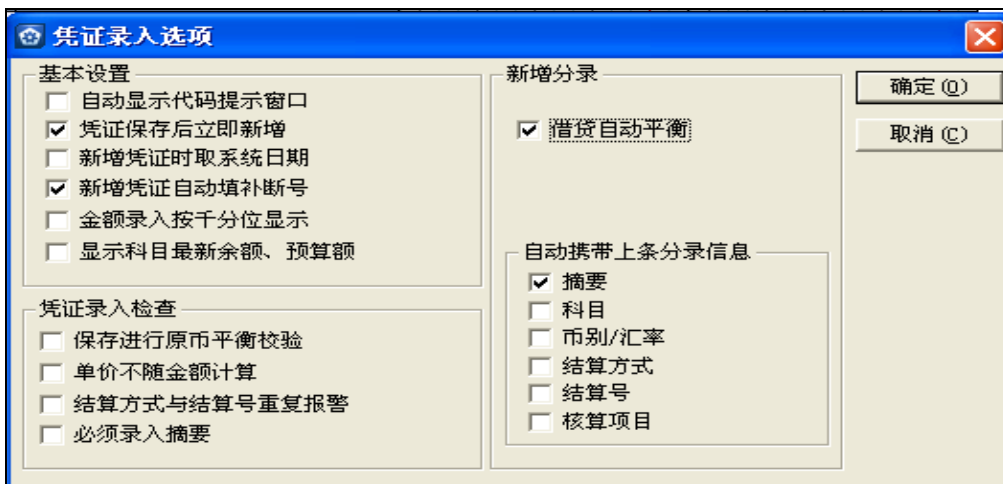 凭证录入选项
基本设置
自动显示代码提示窗口
凭证保存后立即新增
新增凭证时取系统日期
新增凭证自动填补断号
金额录入按千分位显示
显示科目最新余额、预算额
凭证录入检查
保存进行原币平衡校验
单价不随金额计算
结算方式与结算号重复报警
必须录入摘要
新增分录
借贷自动平衡
自动携带上条分录信息
摘要
科目
币别/汇率
结算方式
结算号
核算项目
确定(O)
取消(C)